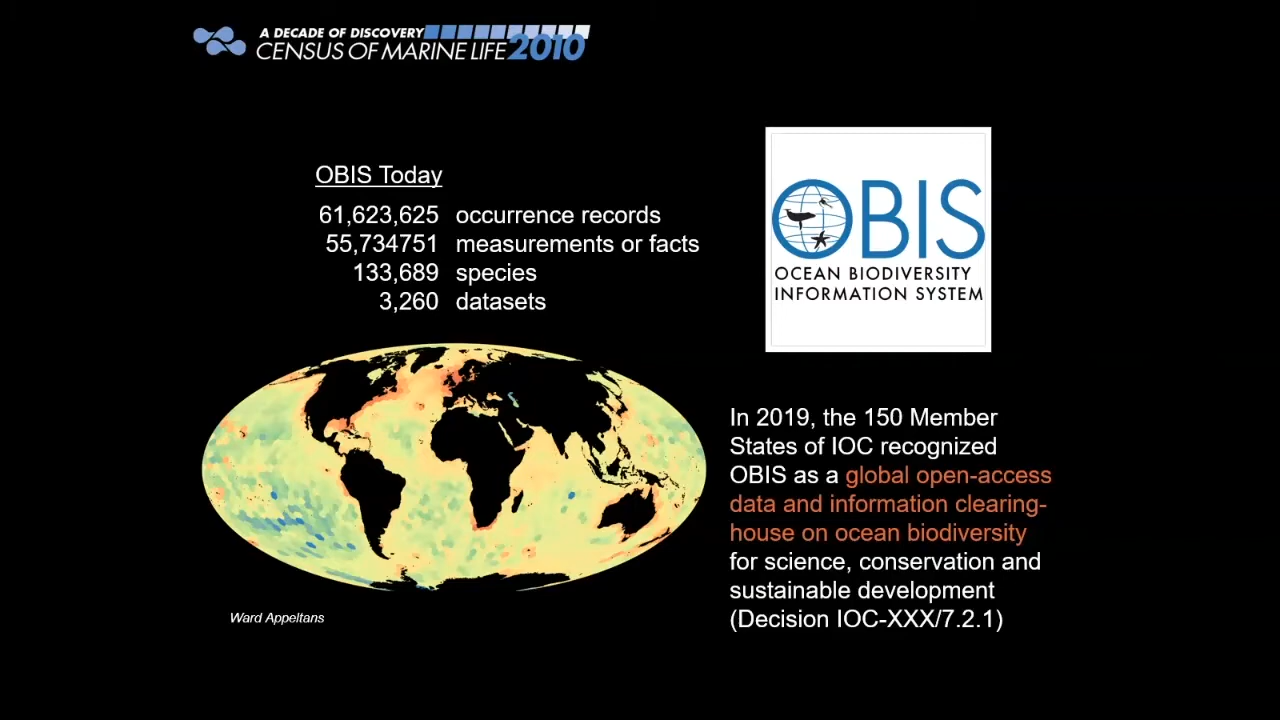 A DECADE OF DISCOVERY
CENSUS OF MARINE LIFE 2010
OBIS Today
61,623,625 occurrence records
55,734751 measurements or facts
133,689 species
3,260 datasets
OBIS
OCEAN BIODIVERSITY
INFORMATION SYSTEM
In 2019, the 150 Member
States of IOC recognized
OBIS as a global open-access
data and information clearing-
house on ocean biodiversity
for science, conservation and
sustainable development
(Decision IOC-XXX/7.2.1)
Ward Appeltans